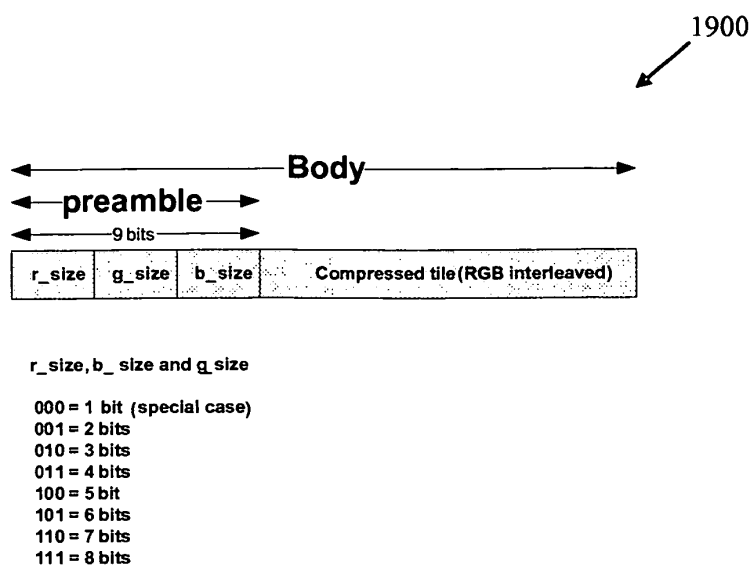 1900
Body
preamble
9 bits
r_size g_size b_size Compressed tile(RGB interleaved)
r_size, b_ size and g_size
000 = 1 bit (special case)
001 = 2 bits
010 = 3 bits
011 = 4 bits
100 = 5 bit
101 = 6 bits
110 = 7 bits
111 = 8 bits